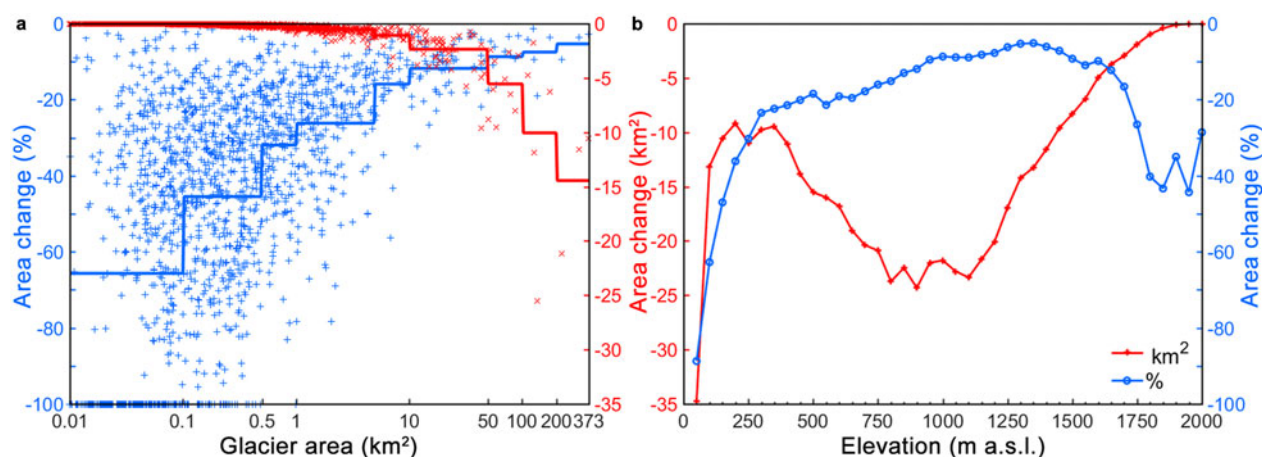 a
Area change (%)
0
-20
-40
-60
-80
-100
0.01 0.1 0.5 1 10 50 100 200 373
Glacier area (km²)
0
-5
-10
-15
-20
-25
-30
-35
Area change (km²)
b
0
-5
-10
-15
-20
-25
-30
-35
0 250 500 750 1000 1250 1500 1750 2000
Elevation (m a.s.l.)
km²
%
0
-20
-40
-60
-80
-100
Area change (%)